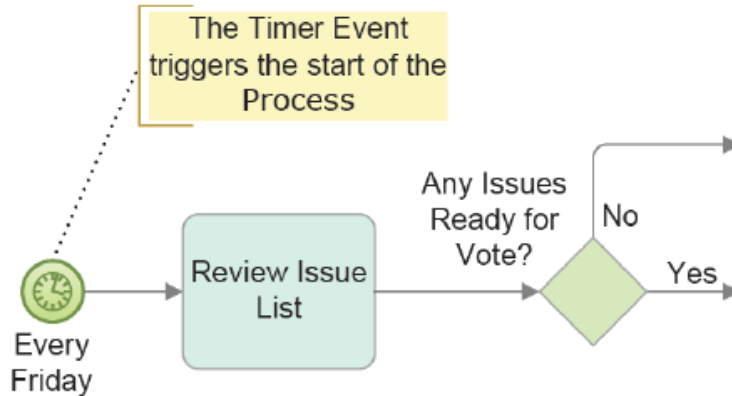 The Timer Event
triggers the start of the
Process
Any Issues
Ready for
Vote?
No
Yes
Review Issue
List
Every
Friday